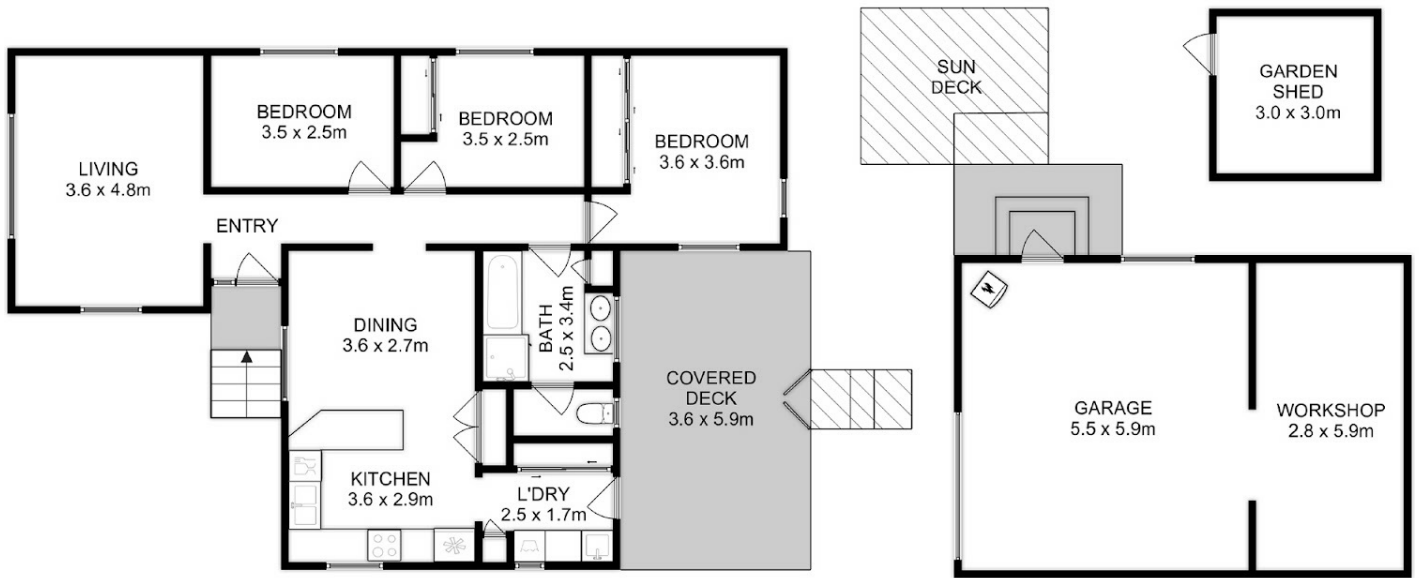 LIVING
3.6 x 4.8m
BEDROOM
3.5 x 2.5m
BEDROOM
3.5 x 2.5m
BEDROOM
3.6 x 3.6m
ENTRY
DINING
3.6 x 2.7m
BATH
2.5 x 3.4m
KITCHEN
3.6 x 2.9m
L'DRY
2.5 x 1.7m
COVERED
DECK
3.6 x 5.9m
SUN
DECK
GARDEN
SHED
3.0 x 3.0m
GARAGE
5.5 x 5.9m
WORKSHOP
2.8 x 5.9m